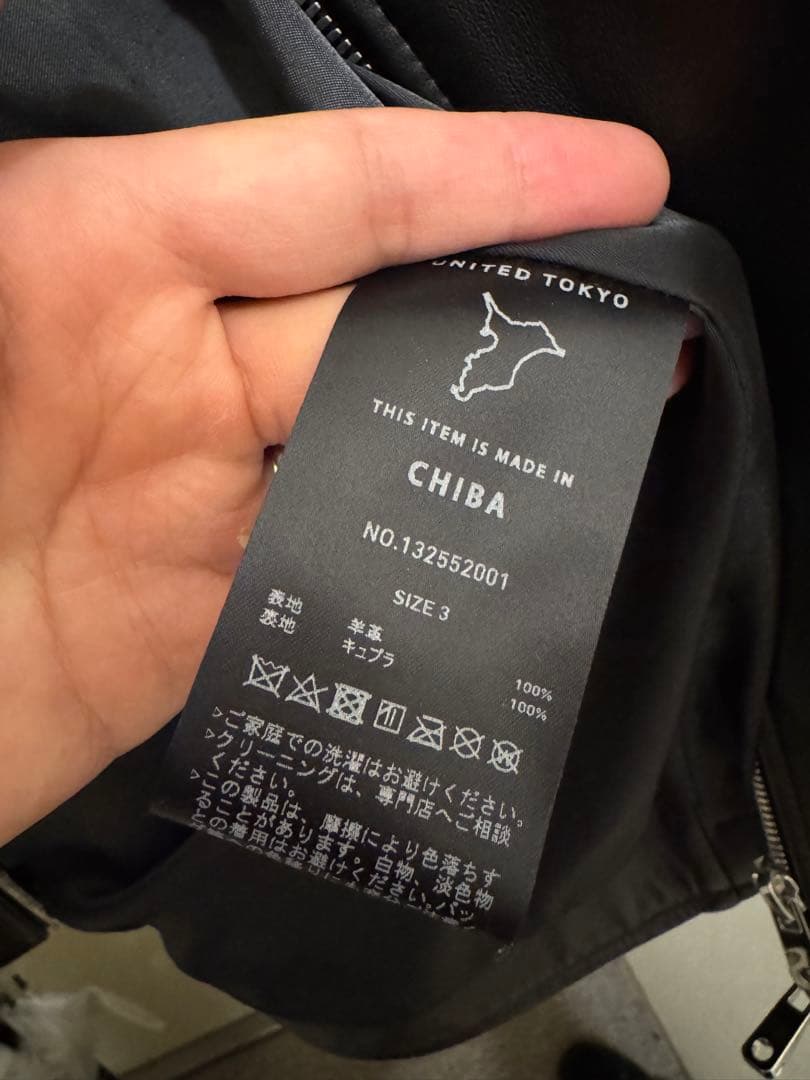 UNITED TOKYO
THIS ITEM IS MADE IN
CHIBA
NO.132552001
SIZE 3
表地 羊革 100%
裏地 キュプラ 100%
▷ご家庭での洗濯はお避けください。
▷クリーニングは、専門店へご相談
ください。
▷この製品は、摩擦により色落ちす
ることがあります。白物、淡色物
との着用はお避けください。バッ